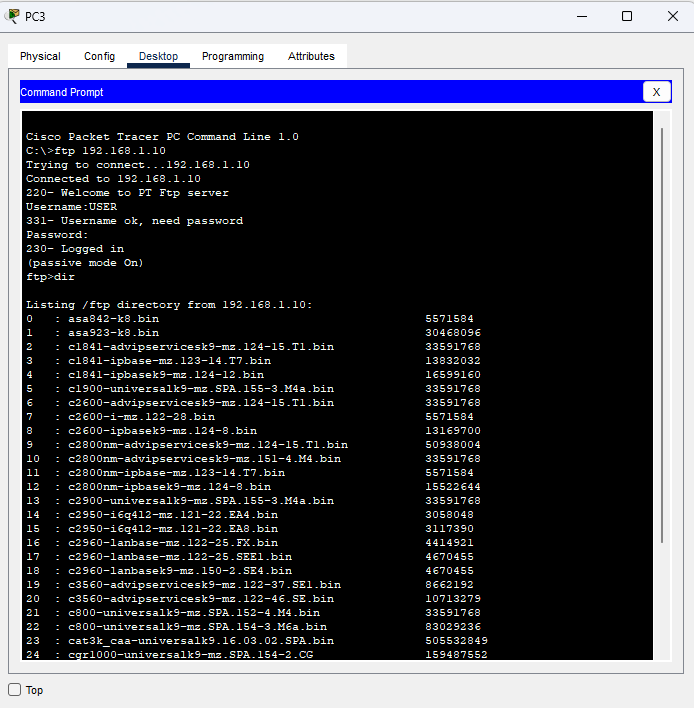 PC3
Physical Config Desktop Programming Attributes
Command Prompt X
Cisco Packet Tracer PC Command Line 1.0
C:\>ftp 192.168.1.10
Trying to connect...192.168.1.10
Connected to 192.168.1.10
220- Welcome to PT Ftp server
Username:USER
331- Username ok, need password
Password:
230- Logged in
(passive mode On)
ftp>dir
Listing /ftp directory from 192.168.1.10:
0 : asa842-k8.bin 5571584
1 : asa923-k8.bin 30468096
2 : c1841-advipservicesk9-mz.124-15.T1.bin 33591768
3 : c1841-ipbase-mz.123-14.T7.bin 13832032
4 : c1841-ipbasek9-mz.124-12.bin 16599160
5 : c1900-universalk9-mz.SPA.155-3.M4a.bin 33591768
6 : c2600-advipservicesk9-mz.124-15.T1.bin 33591768
7 : c2600-i-mz.122-28.bin 5571584
8 : c2600-ipbasek9-mz.124-8.bin 13169700
9 : c2800nm-advipservicesk9-mz.124-15.T1.bin 50938004
10 : c2800nm-advipservicesk9-mz.151-4.M4.bin 33591768
11 : c2800nm-ipbase-mz.123-14.T7.bin 5571584
12 : c2800nm-ipbasek9-mz.124-8.bin 15522644
13 : c2900-universalk9-mz.SPA.155-3.M4a.bin 33591768
14 : c2950-i6q4l2-mz.121-22.EA4.bin 3058048
15 : c2950-i6q4l2-mz.121-22.EA8.bin 3117390
16 : c2960-lanbase-mz.122-25.FX.bin 4414921
17 : c2960-lanbase-mz.122-25.SEE1.bin 4670455
18 : c2960-lanbasek9-mz.150-2.SE4.bin 4670455
19 : c3560-advipservicesk9-mz.122-37.SE1.bin 8662192
20 : c3560-advipservicesk9-mz.122-46.SE.bin 10713279
21 : c800-universalk9-mz.SPA.152-4.M4.bin 33591768
22 : c800-universalk9-mz.SPA.154-3.M6a.bin 83029236
23 : cat3k_caa-universalk9.16.03.02.SPA.bin 505532849
24 : cgr1000-universalk9-mz.SPA.154-2.CG 159487552
Top